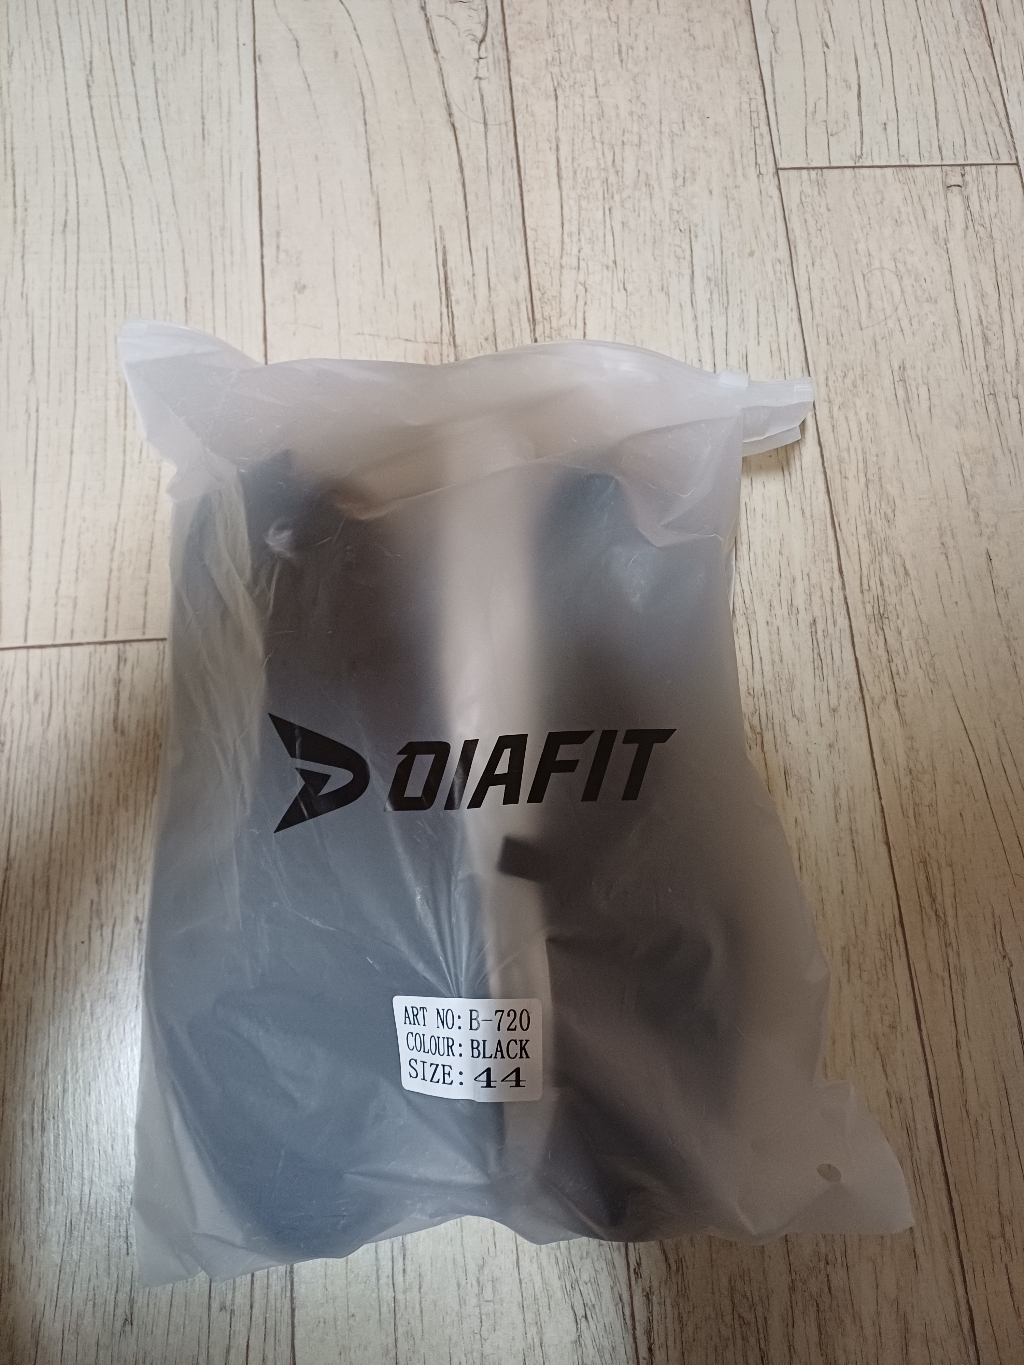 DIAFIT
ART NO: B-720
COLOUR: BLACK
SIZE: 44